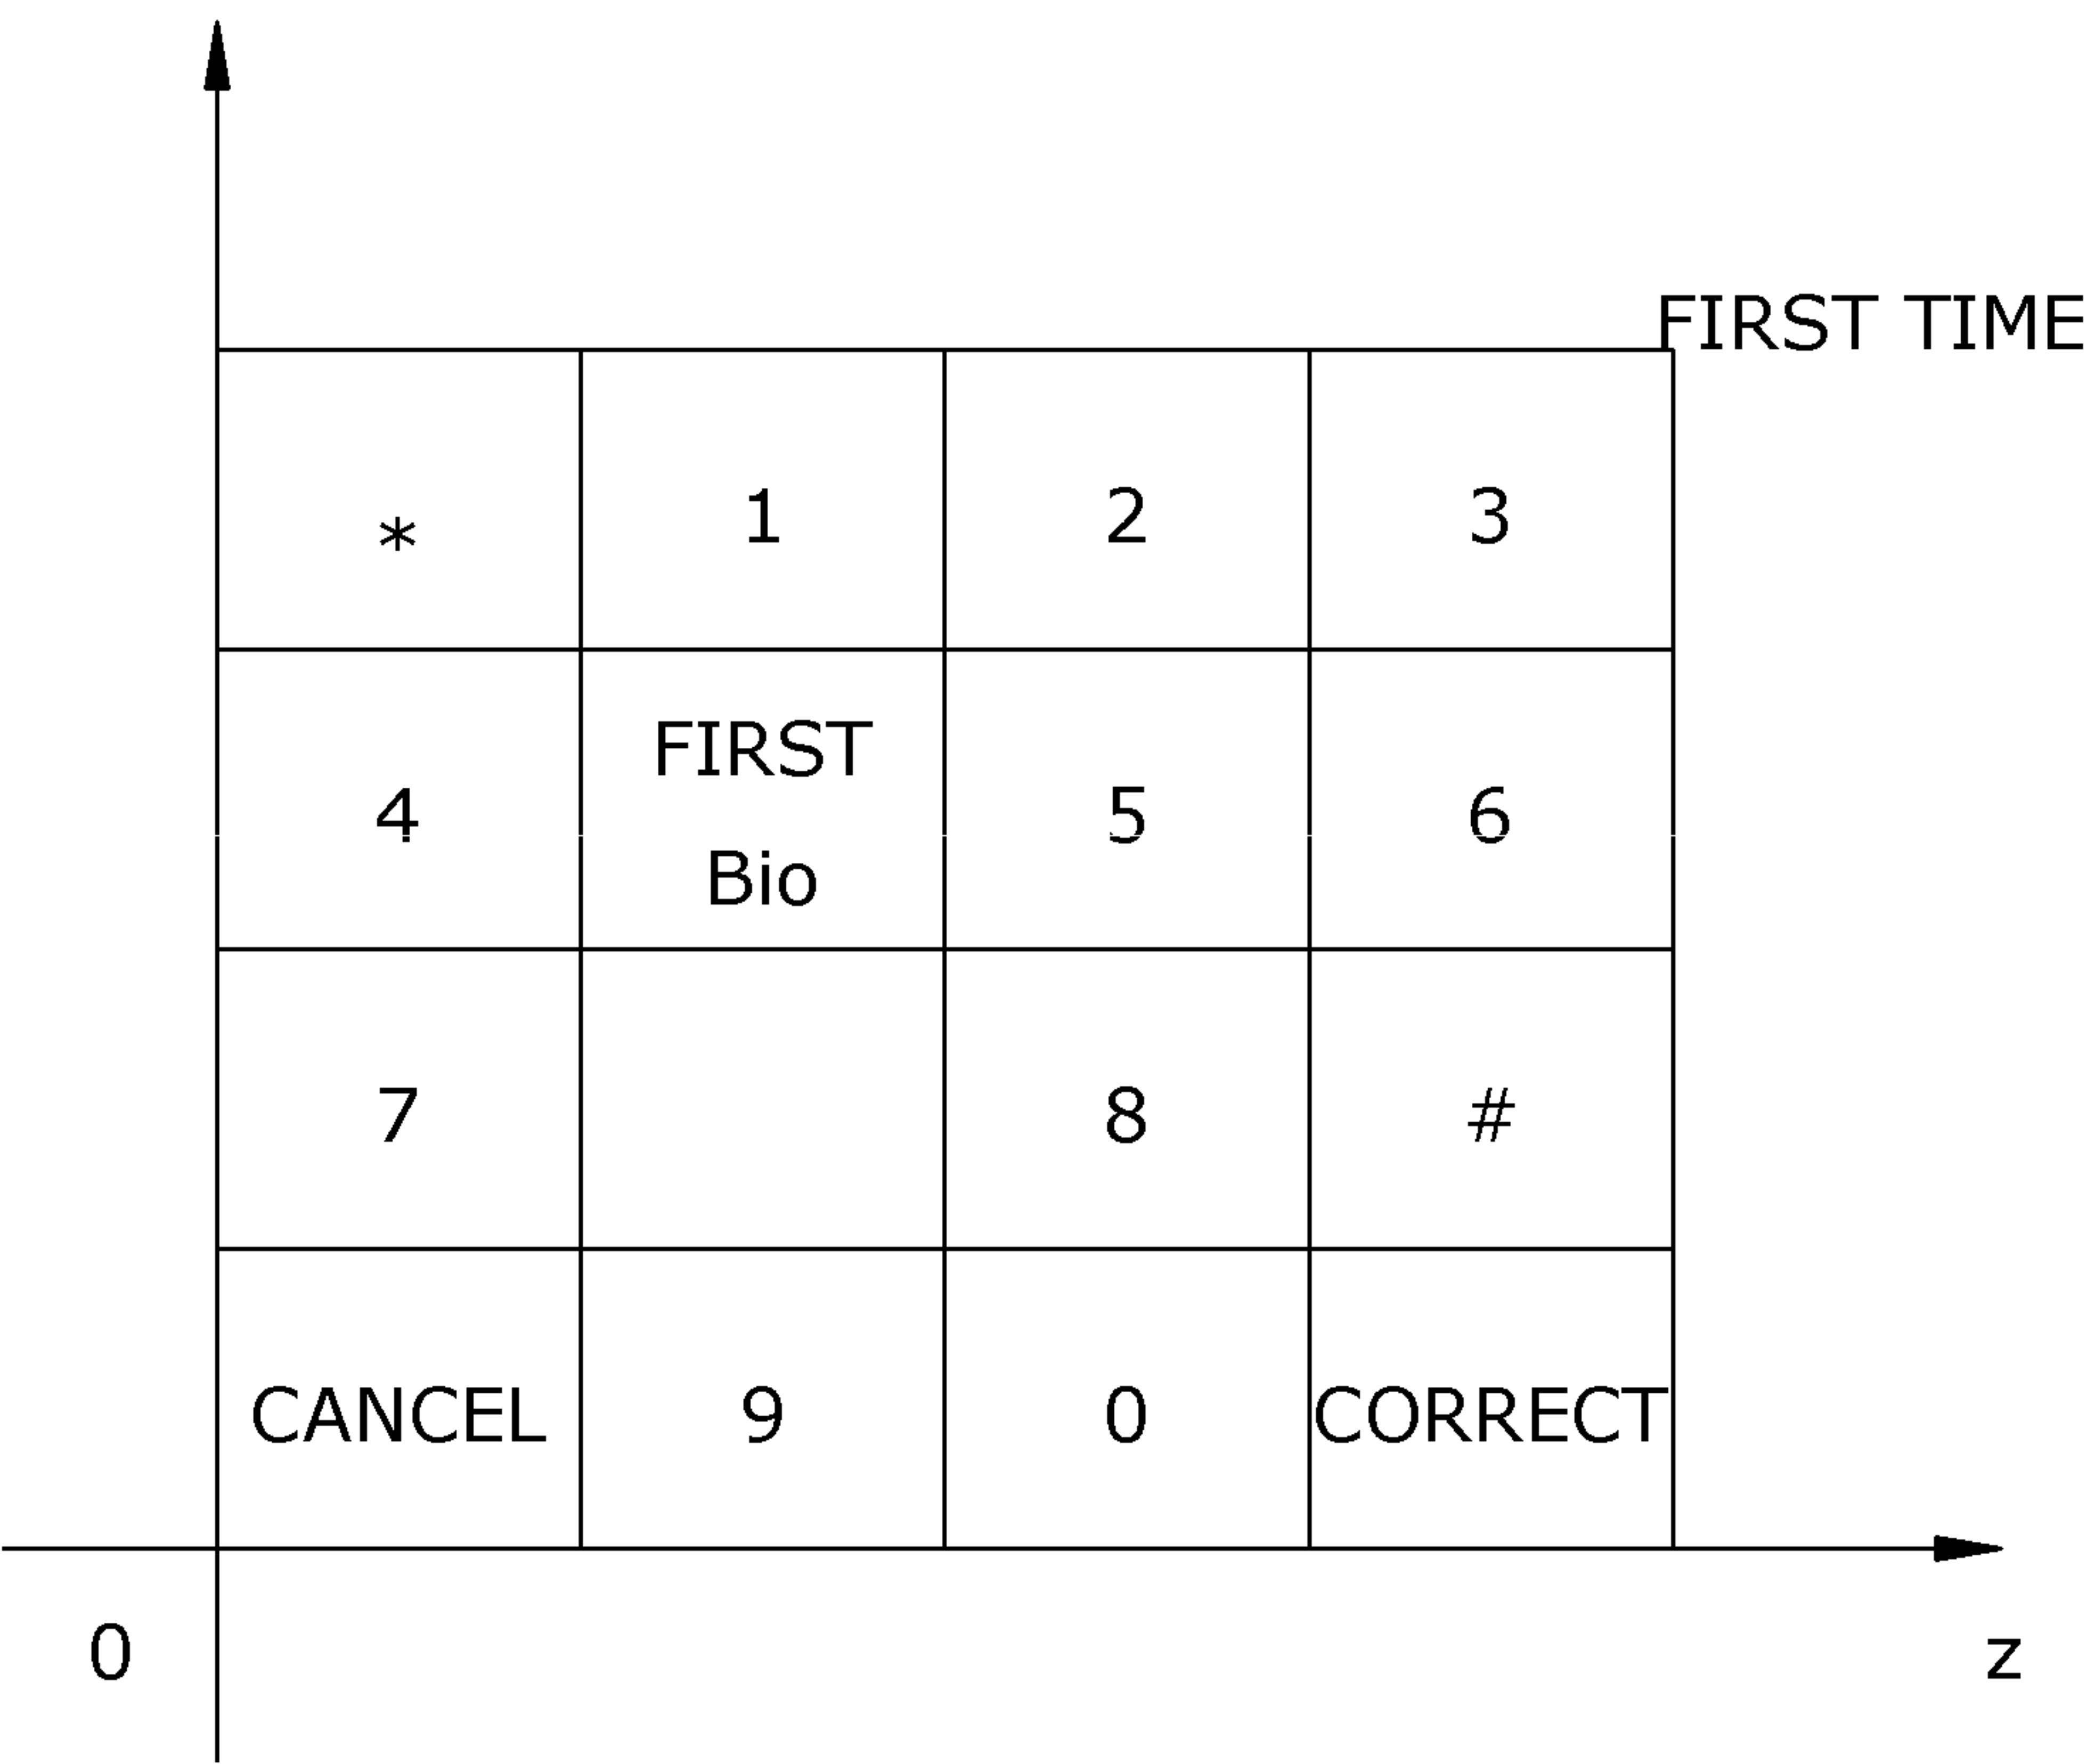 FIRST TIME
* 1 2 3
4 FIRST Bio 5 6
7 8 #
CANCEL 9 0 CORRECT
0 z